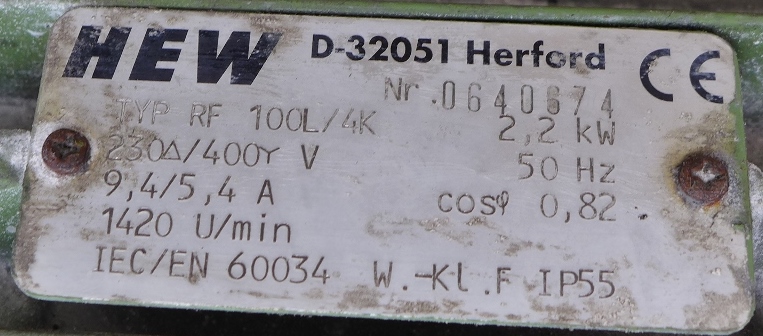 HEW D-32051 Herford CE
Nr.0640674
TYP RF 100L/4K 2,2 kW
230Δ/400Y V 50 Hz
9,4/5,4 A cosφ 0,82
1420 U/min
IEC/EN 60034 W.-Kl.F IP55